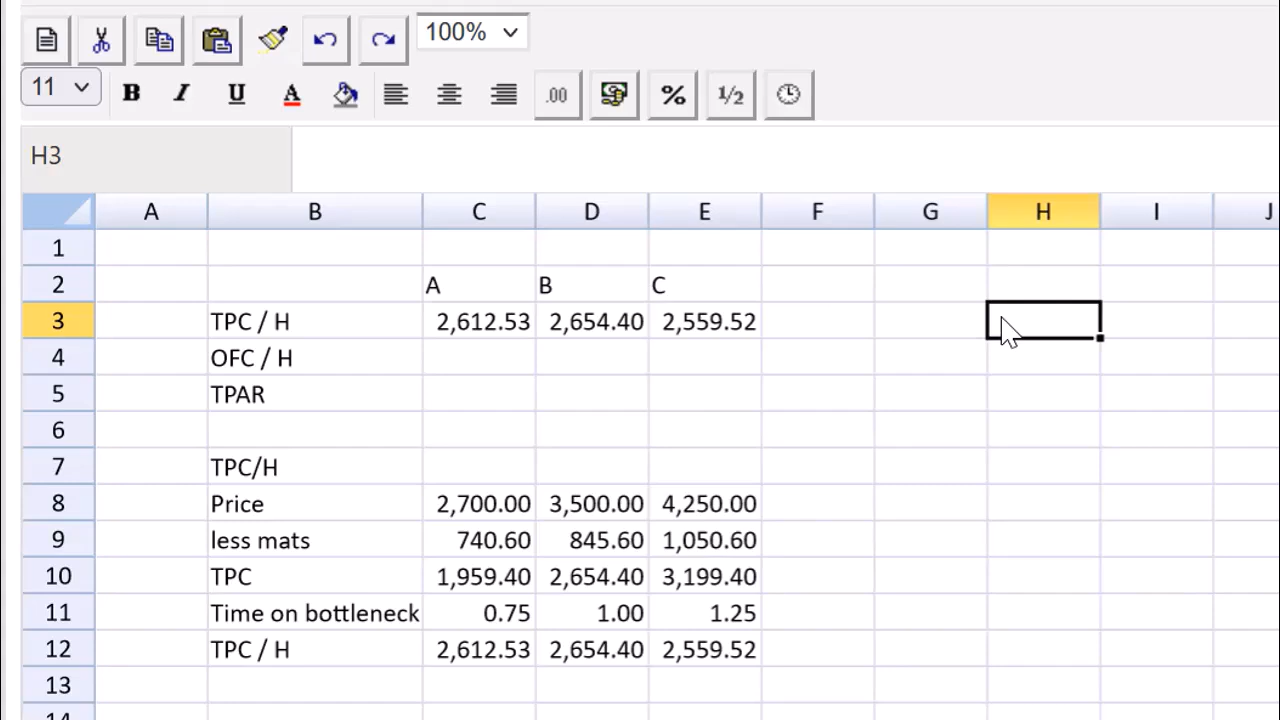 100%
11 B I U A .00 % 1/2
H3
A B C D E F G H I J
1
2 A B C
3 TPC / H 2,612.53 2,654.40 2,559.52
4 OFC / H
5 TPAR
6
7 TPC/H
8 Price 2,700.00 3,500.00 4,250.00
9 less mats 740.60 845.60 1,050.60
10 TPC 1,959.40 2,654.40 3,199.40
11 Time on bottleneck 0.75 1.00 1.25
12 TPC / H 2,612.53 2,654.40 2,559.52
13
14